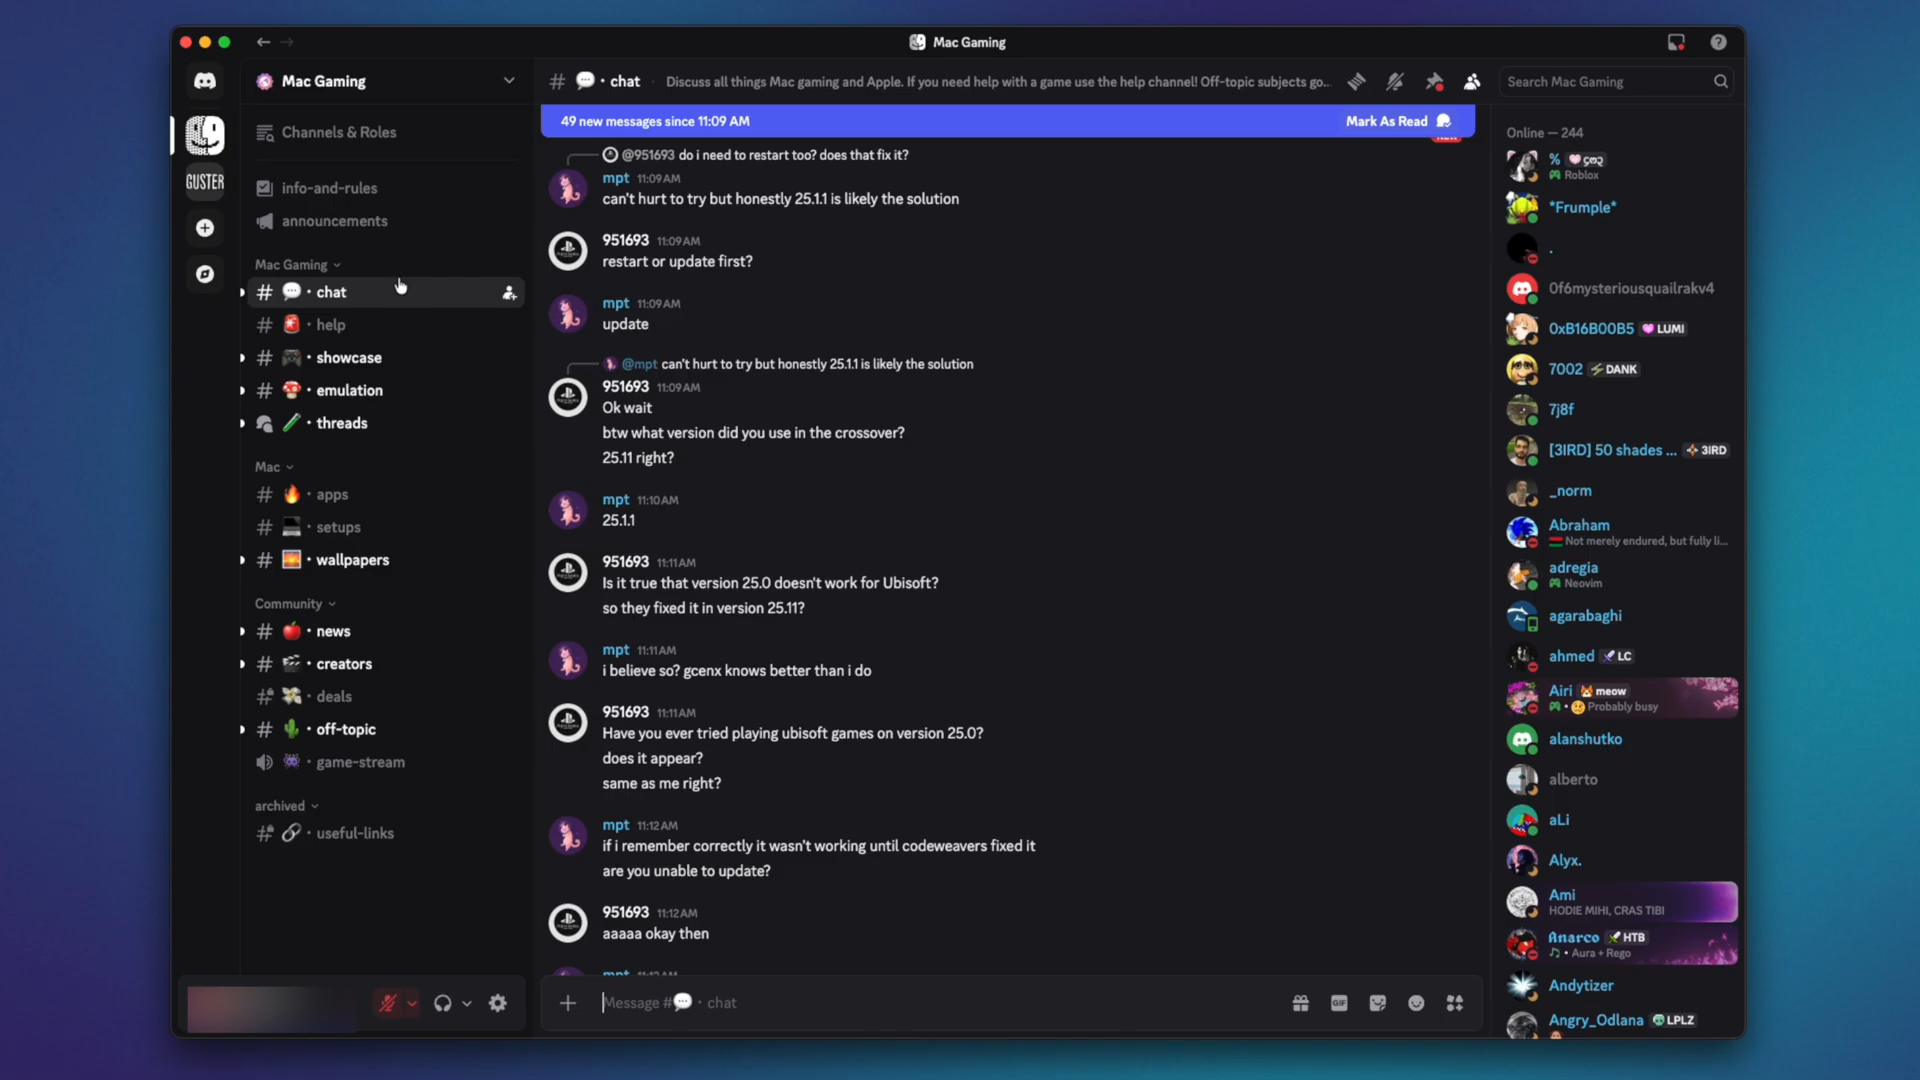 Mac Gaming
Mac Gaming
GUSTER
Channels & Roles
info-and-rules
announcements
Mac Gaming
chat
help
showcase
emulation
threads
Mac
apps
setups
wallpapers
Community
news
creators
deals
off-topic
game-stream
archived
useful-links
# 💬・chat
Discuss all things Mac gaming and Apple. If you need help with a game use the help channel! Off-topic subjects go...
Search Mac Gaming
49 new messages since 11:09 AM
Mark As Read
@951693 do i need to restart too? does that fix it?
mpt 11:09 AM
can't hurt to try but honestly 25.1.1 is likely the solution
951693 11:09 AM
restart or update first?
mpt 11:09 AM
update
@mpt can't hurt to try but honestly 25.1.1 is likely the solution
951693 11:09 AM
Ok wait
btw what version did you use in the crossover?
25.11 right?
mpt 11:10 AM
25.1.1
951693 11:11 AM
Is it true that version 25.0 doesn't work for Ubisoft?
so they fixed it in version 25.11?
mpt 11:11 AM
i believe so? gcenx knows better than i do
951693 11:11 AM
Have you ever tried playing ubisoft games on version 25.0?
does it appear?
same as me right?
mpt 11:12 AM
if i remember correctly it wasn't working until codeweavers fixed it
are you unable to update?
951693 11:12 AM
aaaaa okay then
Message #💬・chat
GIF
Online — 244
%
Roblox
*Frumple*
.
0f6mysteriousquailrakv4
0xB16B00B5 LUMI
7002 DANK
7j8f
[3IRD] 50 shades ... 3IRD
_norm
Abraham
Not merely endured, but fully li...
adregia
Neovim
agarabaghi
ahmed LC
Airi meow
• Probably busy
alanshutko
alberto
aLi
Alyx.
Ami
HODIE MIHI, CRAS TIBI
Anarco HTB
• Aura + Rego
Andytizer
Angry_Odlana LPLZ